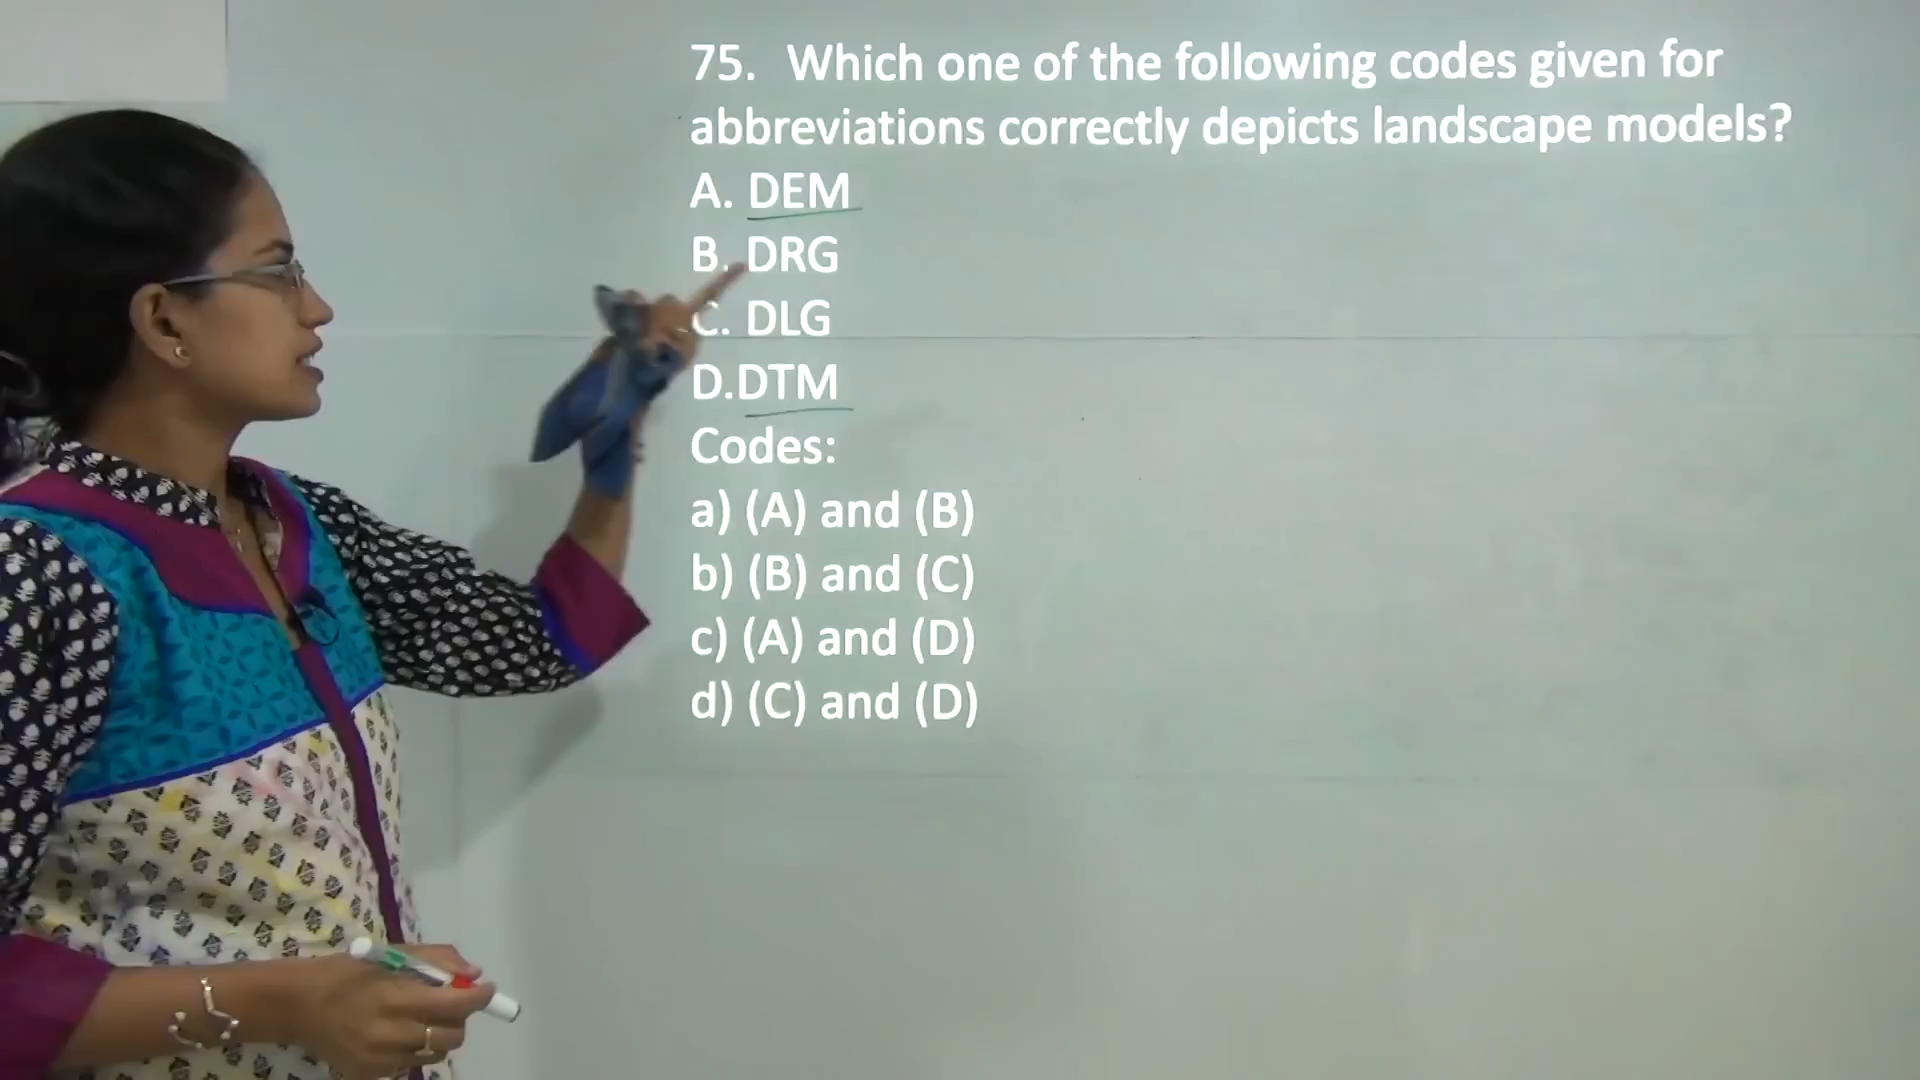 75. Which one of the following codes given for
abbreviations correctly depicts landscape models?
A. DEM
B. DRG
C. DLG
D.DTM
Codes:
a) (A) and (B)
b) (B) and (C)
c) (A) and (D)
d) (C) and (D)